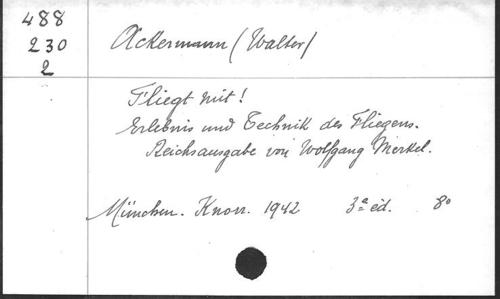 488
230
2
Ackermann (Walter)
Fliegt mit!
Erlebnis und Technik des Fliegens.
Reichsausgabe von Wolfgang Merkel.
München. Knorr. 1942 3e éd. 8o